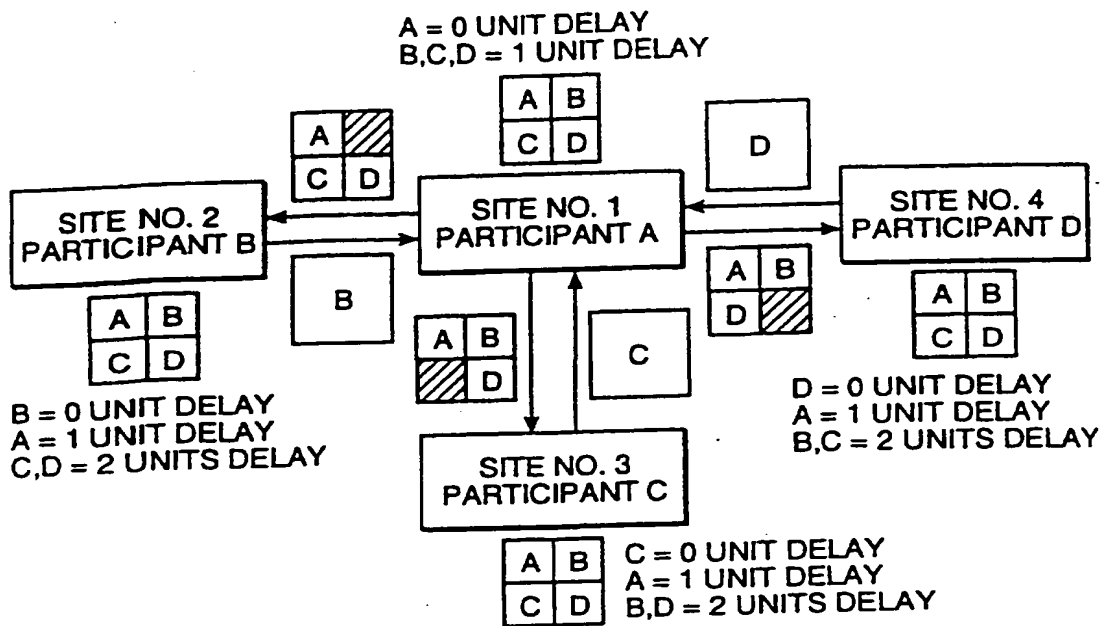 A = 0 UNIT DELAY
B,C,D = 1 UNIT DELAY
A B
C D
A
C D
D
SITE NO. 2
PARTICIPANT B
SITE NO. 1
PARTICIPANT A
SITE NO. 4
PARTICIPANT D
B
A B
D
A B
C D
A B
C D
A B
D
C
B = 0 UNIT DELAY
A = 1 UNIT DELAY
C,D = 2 UNITS DELAY
D = 0 UNIT DELAY
A = 1 UNIT DELAY
B,C = 2 UNITS DELAY
SITE NO. 3
PARTICIPANT C
A B
C D
C = 0 UNIT DELAY
A = 1 UNIT DELAY
B,D = 2 UNITS DELAY